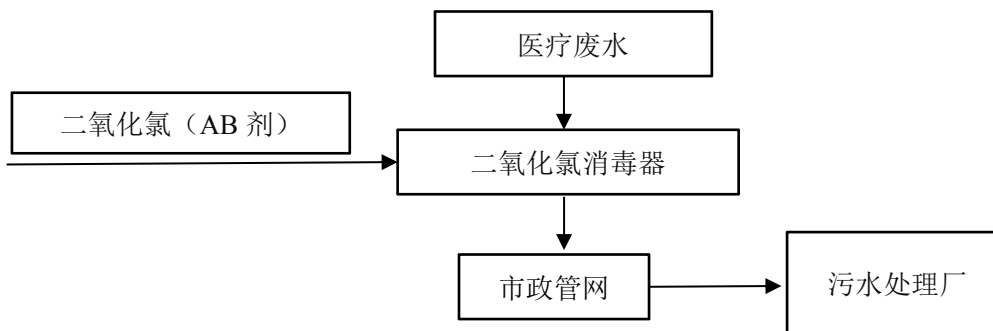 医疗废水
二氧化氯（AB 剂）
二氧化氯消毒器
市政管网
污水处理厂